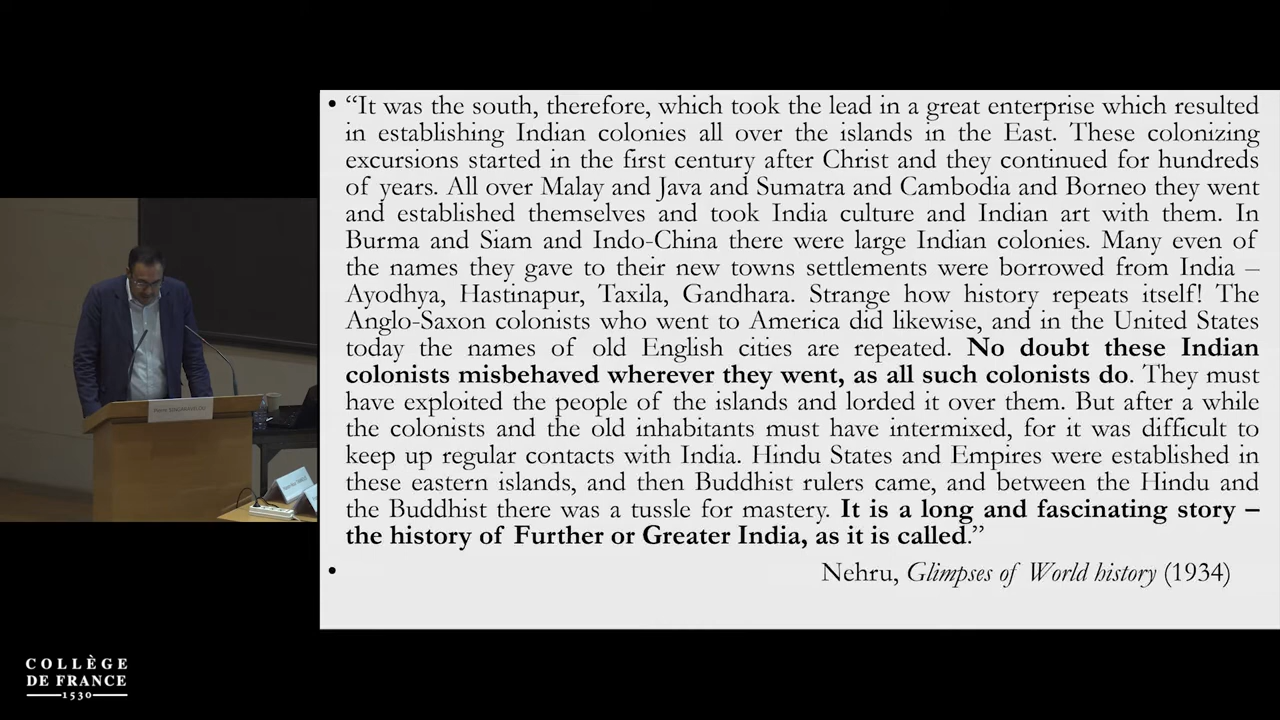 • “It was the south, therefore, which took the lead in a great enterprise which resulted
in establishing Indian colonies all over the islands in the East. These colonizing
excursions started in the first century after Christ and they continued for hundreds
of years. All over Malay and Java and Sumatra and Cambodia and Borneo they went
and established themselves and took India culture and Indian art with them. In
Burma and Siam and Indo-China there were large Indian colonies. Many even of
the names they gave to their new towns settlements were borrowed from India –
Ayodhya, Hastinapur, Taxila, Gandhara. Strange how history repeats itself! The
Anglo-Saxon colonists who went to America did likewise, and in the United States
today the names of old English cities are repeated. No doubt these Indian
colonists misbehaved wherever they went, as all such colonists do. They must
have exploited the people of the islands and lorded it over them. But after a while
the colonists and the old inhabitants must have intermixed, for it was difficult to
keep up regular contacts with India. Hindu States and Empires were established in
these eastern islands, and then Buddhist rulers came, and between the Hindu and
the Buddhist there was a tussle for mastery. It is a long and fascinating story –
the history of Further or Greater India, as it is called.”
• Nehru, Glimpses of World history (1934)
COLLÈGE
DE FRANCE
1530